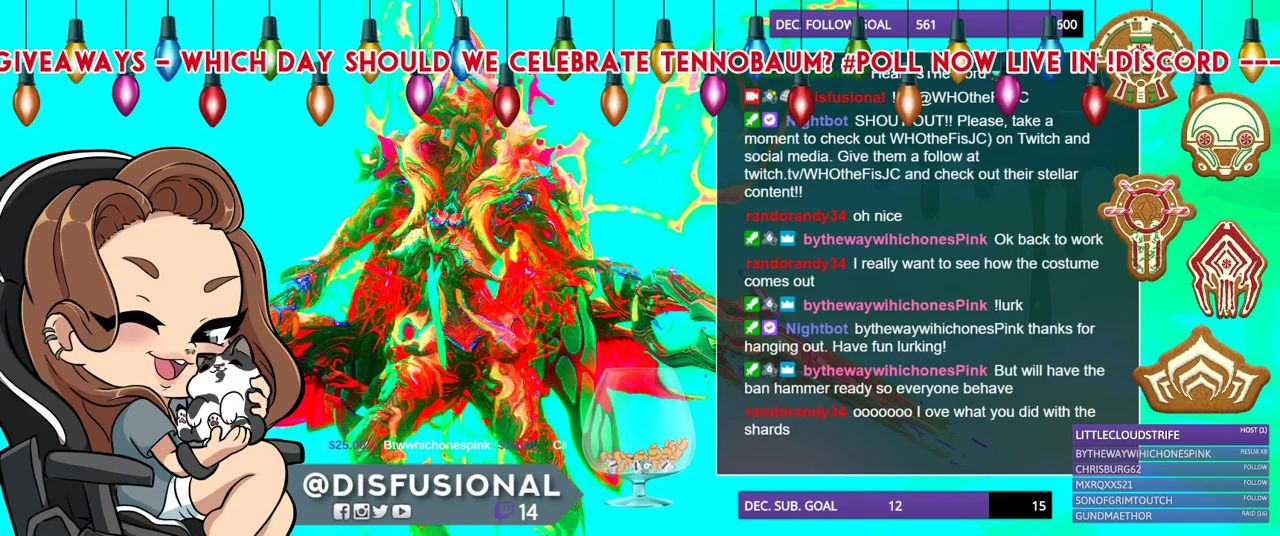 DEC. FOLLOW GOAL 561 600
GIVEAWAYS - WHICH DAY SHOULD WE CELEBRATE TENNOBAUM? #POLL NOW LIVE IN !DISCORD ---
Nightbot SHOUT OUT!! Please, take a
moment to check out WHOtheFisJC) on Twitch and
social media. Give them a follow at
twitch.tv/WHOtheFisJC and check out their stellar
content!!
randorandy34 oh nice
bythewaywihichonesPink Ok back to work
randorandy34 I really want to see how the costume
comes out
bythewaywihichonesPink !lurk
Nightbot bythewaywihichonesPink thanks for
hanging out. Have fun lurking!
bythewaywihichonesPink But will have the
ban hammer ready so everyone behave
randorandy34 ooooooo I ove what you did with the
shards
Btwwhichonespink:
@DISFUSIONAL
14
DEC. SUB. GOAL 12 15
LITTLECLOUDSTRIFE HOST (1)
BYTHEWAYWIHICHONESPINK RESUB X8
CHRISBURG62 FOLLOW
MXRQXXS21 FOLLOW
SONOFGRIMTOUTCH FOLLOW
GUNDMAETHOR RAID (16)